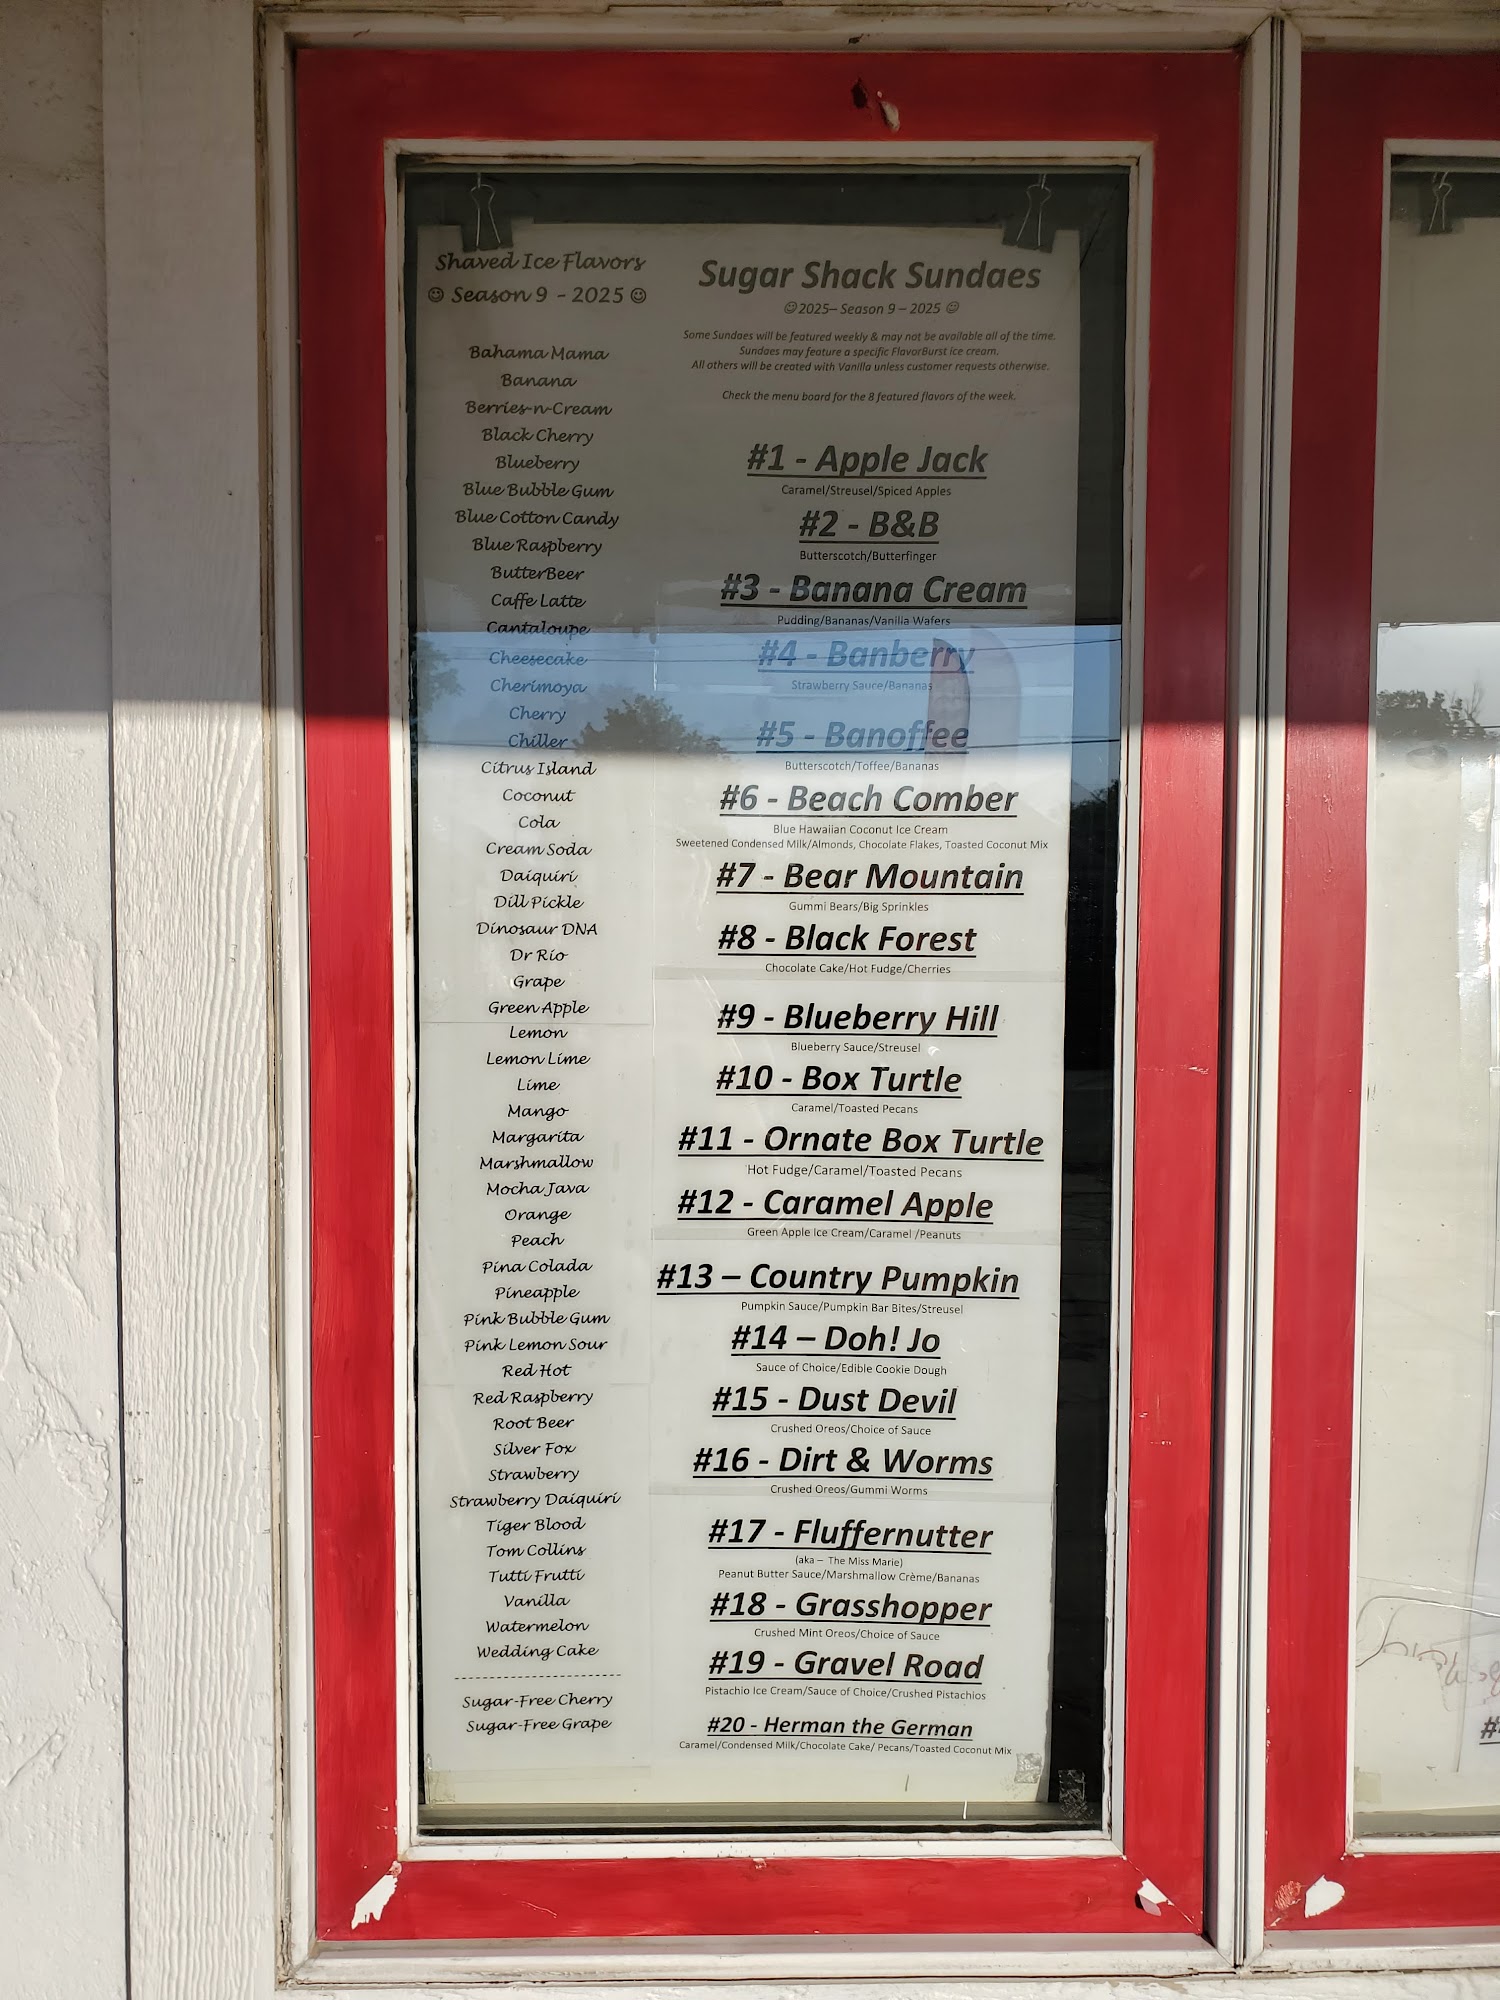 Shaved Ice Flavors
☺ Season 9 - 2025 ☺
Bahama Mama
Banana
Berries-n-Cream
Black Cherry
Blueberry
Blue Bubble Gum
Blue Cotton Candy
Blue Raspberry
ButterBeer
Caffe Latte
Cantaloupe
Cheesecake
Cherimoya
Cherry
Chiller
Citrus Island
Coconut
Cola
Cream Soda
Daiquiri
Dill Pickle
Dinosaur DNA
Dr Rio
Grape
Green Apple
Lemon
Lemon Lime
Lime
Mango
Margarita
Marshmallow
Mocha Java
Orange
Peach
Pina Colada
Pineapple
Pink Bubble Gum
Pink Lemon Sour
Red Hot
Red Raspberry
Root Beer
Silver Fox
Strawberry
Strawberry Daiquiri
Tiger Blood
Tom Collins
Tutti Frutti
Vanilla
Watermelon
Wedding Cake
Sugar-Free Cherry
Sugar-Free Grape
Sugar Shack Sundaes
☺2025– Season 9 – 2025 ☺
Some Sundaes will be featured weekly & may not be available all of the time.
Sundaes may feature a specific FlavorBurst ice cream.
All others will be created with Vanilla unless customer requests otherwise.
Check the menu board for the 8 featured flavors of the week.
#1 - Apple Jack
Caramel/Streusel/Spiced Apples
#2 - B&B
Butterscotch/Butterfinger
#3 - Banana Cream
Pudding/Bananas/Vanilla Wafers
#4 - Banberry
Strawberry Sauce/Bananas
#5 - Banoffee
Butterscotch/Toffee/Bananas
#6 - Beach Comber
Blue Hawaiian Coconut Ice Cream
Sweetened Condensed Milk/Almonds, Chocolate Flakes, Toasted Coconut Mix
#7 - Bear Mountain
Gummi Bears/Big Sprinkles
#8 - Black Forest
Chocolate Cake/Hot Fudge/Cherries
#9 - Blueberry Hill
Blueberry Sauce/Streusel
#10 - Box Turtle
Caramel/Toasted Pecans
#11 - Ornate Box Turtle
Hot Fudge/Caramel/Toasted Pecans
#12 - Caramel Apple
Green Apple Ice Cream/Caramel /Peanuts
#13 – Country Pumpkin
Pumpkin Sauce/Pumpkin Bar Bites/Streusel
#14 – Doh! Jo
Sauce of Choice/Edible Cookie Dough
#15 - Dust Devil
Crushed Oreos/Choice of Sauce
#16 - Dirt & Worms
Crushed Oreos/Gummi Worms
#17 - Fluffernutter
(aka – The Miss Marie)
Peanut Butter Sauce/Marshmallow Crème/Bananas
#18 - Grasshopper
Crushed Mint Oreos/Choice of Sauce
#19 - Gravel Road
Pistachio Ice Cream/Sauce of Choice/Crushed Pistachios
#20 - Herman the German
Caramel/Condensed Milk/Chocolate Cake/ Pecans/Toasted Coconut Mix